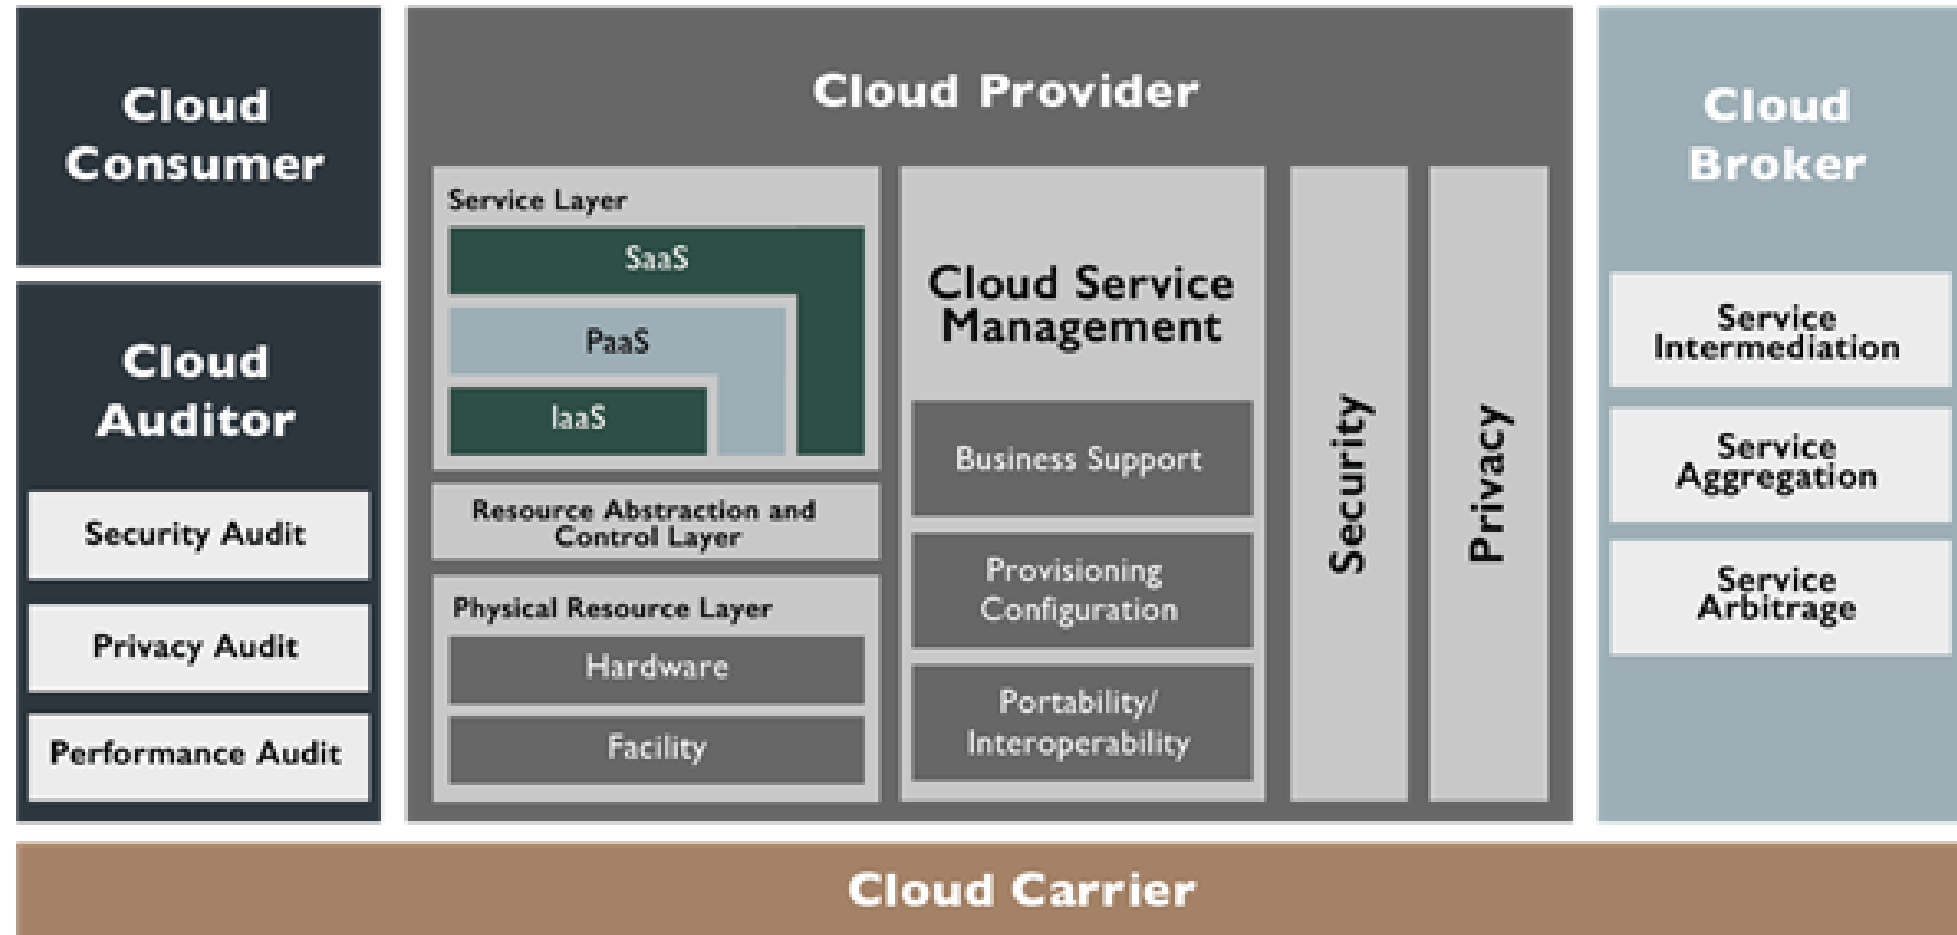 Cloud
Consumer
Cloud
Auditor
Security Audit
Privacy Audit
Performance Audit
Cloud Provider
Service Layer
SaaS
PaaS
IaaS
Resource Abstraction and
Control Layer
Physical Resource Layer
Hardware
Facility
Cloud Service
Management
Business Support
Provisioning
Configuration
Portability/
Interoperability
Security
Privacy
Cloud
Broker
Service
Intermediation
Service
Aggregation
Service
Arbitrage
Cloud Carrier